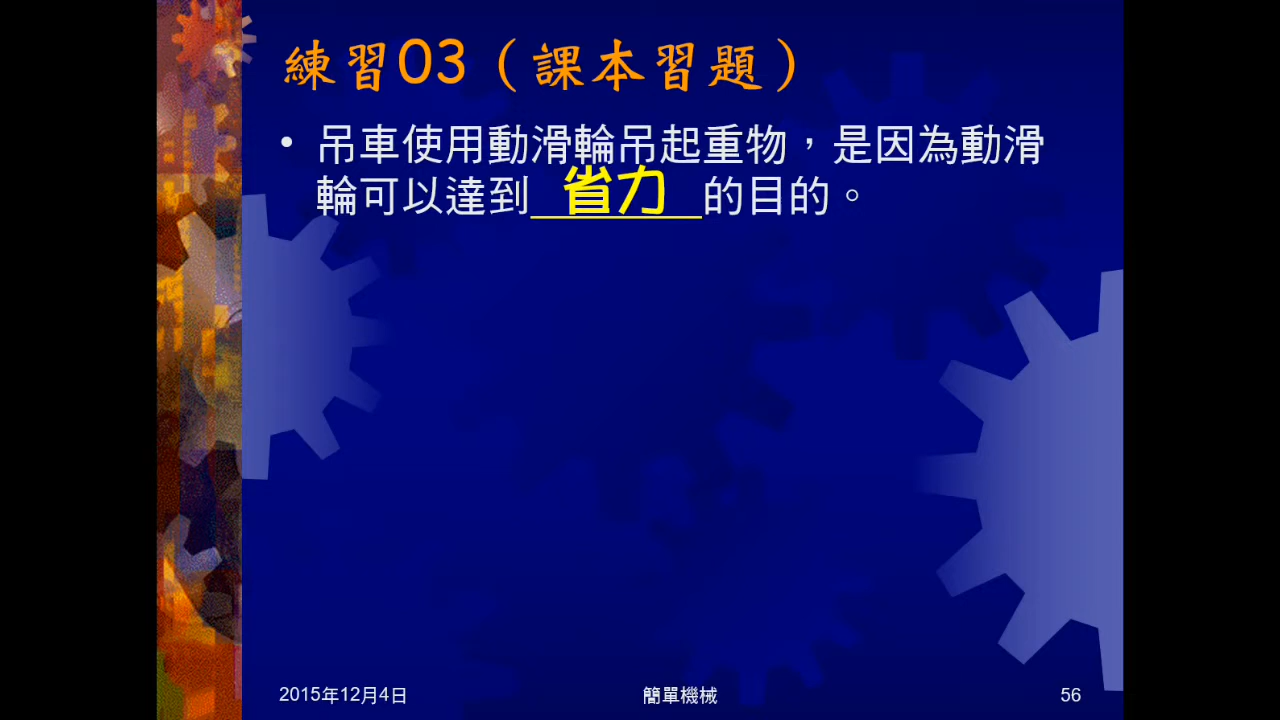 練習03（課本習題）
• 吊車使用動滑輪吊起重物，是因為動滑
輪可以達到 省力 的目的。
2015年12月4日 簡單機械 56